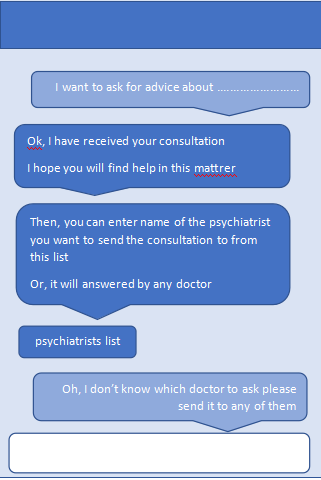 I want to ask for advice about ............................
Ok, I have received your consultation
I hope you will find help in this mattrer
Then, you can enter name of the psychiatrist
you want to send the consultation to from
this list
Or, it will answered by any doctor
psychiatrists list
Oh, I don't know which doctor to ask please
send it to any of them